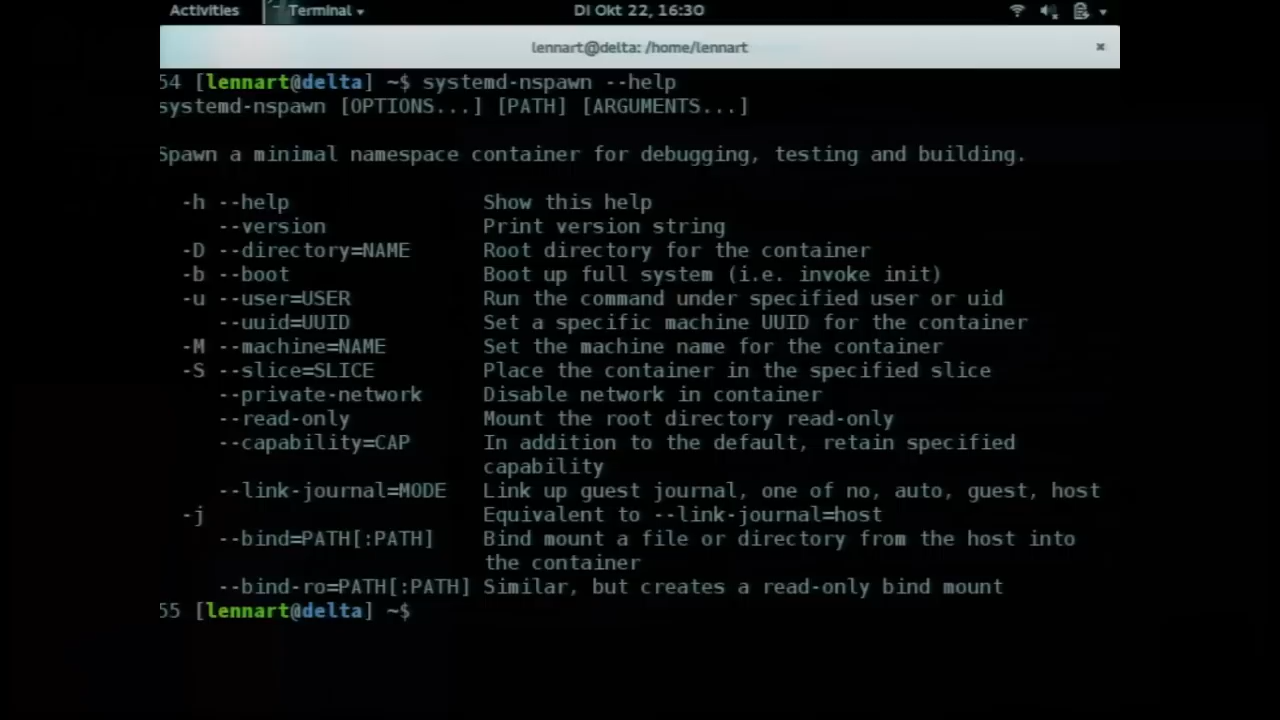 Activities Terminal DI Okt 22, 16:30
lennart@delta: /home/lennart ×
54 [lennart@delta] ~$ systemd-nspawn --help
systemd-nspawn [OPTIONS...] [PATH] [ARGUMENTS...]
Spawn a minimal namespace container for debugging, testing and building.
-h --help Show this help
--version Print version string
-D --directory=NAME Root directory for the container
-b --boot Boot up full system (i.e. invoke init)
-u --user=USER Run the command under specified user or uid
--uuid=UUID Set a specific machine UUID for the container
-M --machine=NAME Set the machine name for the container
-S --slice=SLICE Place the container in the specified slice
--private-network Disable network in container
--read-only Mount the root directory read-only
--capability=CAP In addition to the default, retain specified
capability
--link-journal=MODE Link up guest journal, one of no, auto, guest, host
-j Equivalent to --link-journal=host
--bind=PATH[:PATH] Bind mount a file or directory from the host into
the container
--bind-ro=PATH[:PATH] Similar, but creates a read-only bind mount
55 [lennart@delta] ~$